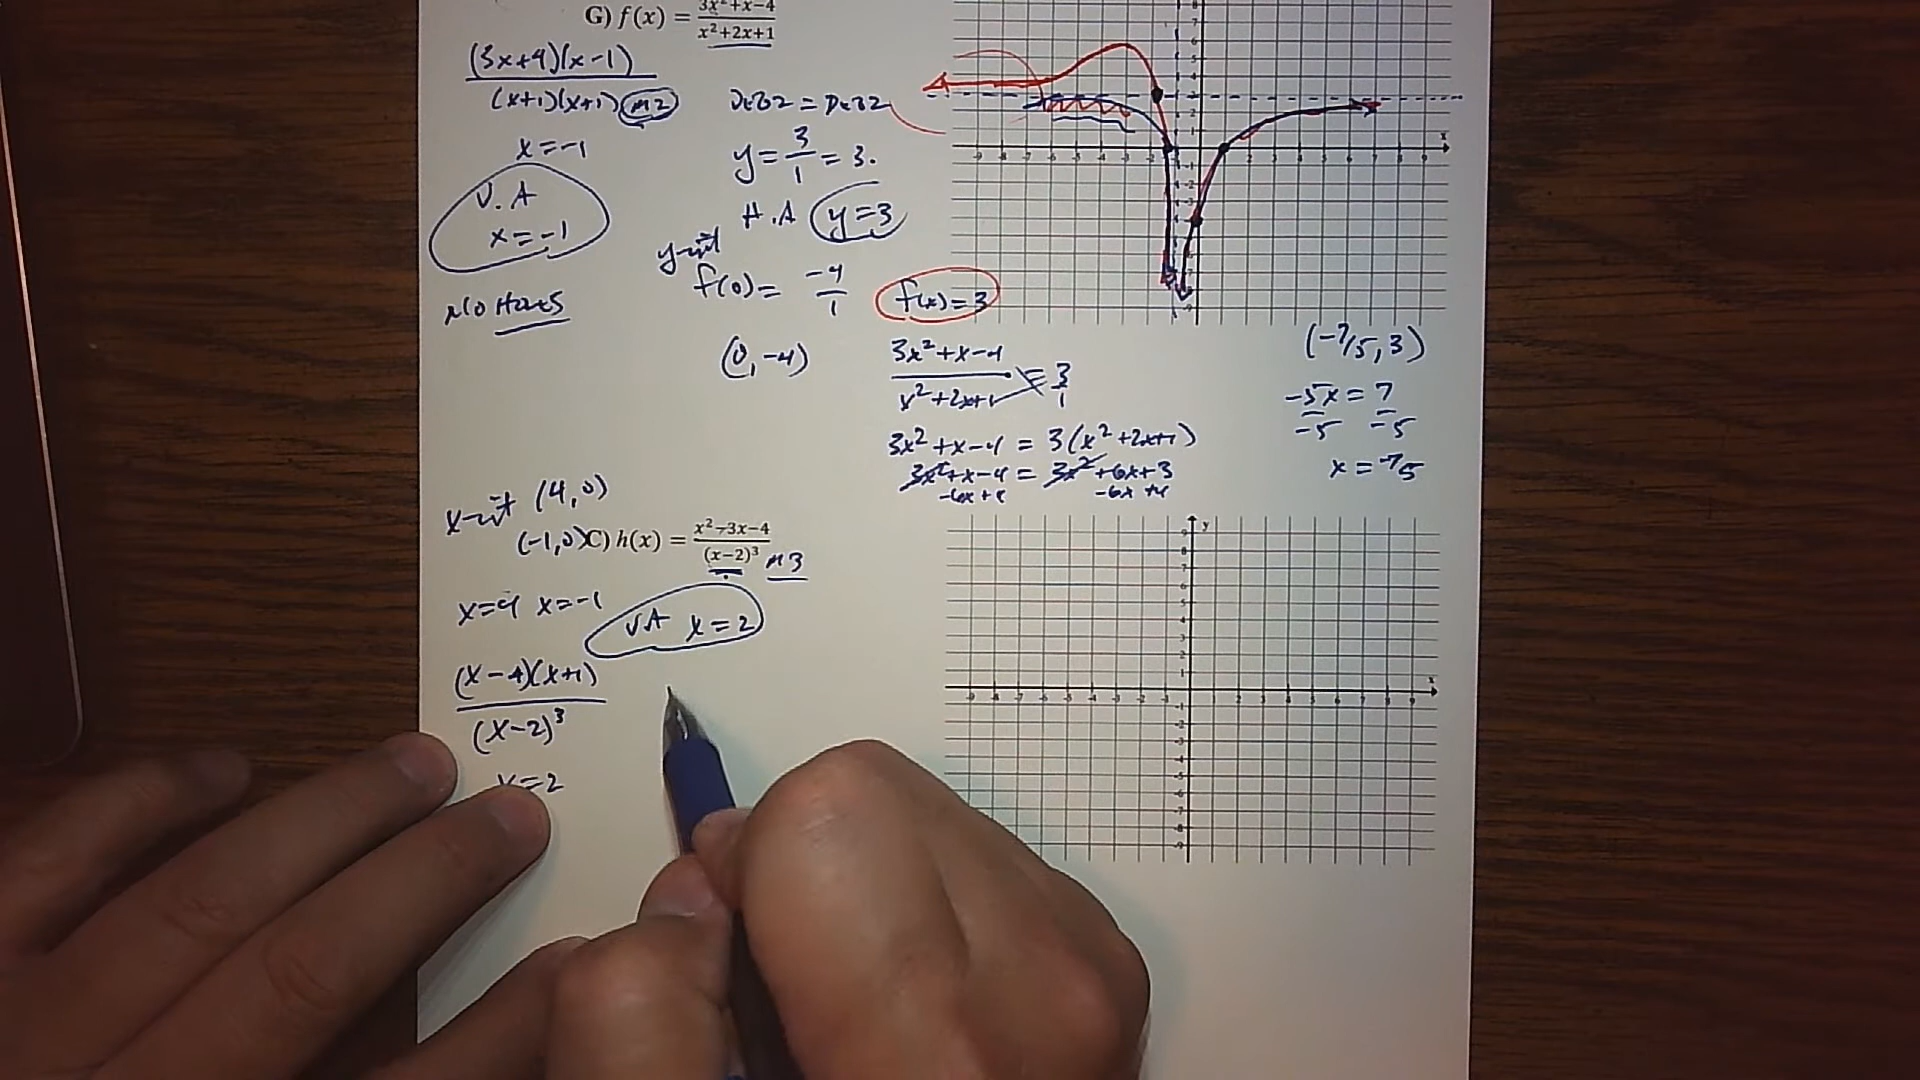 G) f(x) = 3x²+x−4 / x²+2x+1
(3x+4)(x−1)
(x+1)(x+1) m2
x=−1
V.A
x=−1
No Holes
y=3/1=3.
H.A y=3
y-int
f(0)= −4/1
(0,−4)
f(x)=3
3x²+x−4 / x²+2x+1 = 3/1
3x²+x−4 = 3(x²+2x+1)
3x²+x−4 = 3x²+6x+3
−6x+4 −6x +4
(−7/5, 3)
−5x = 7
−5 −5
x = −7/5
x-int (4,0)
(−1,0)
C) h(x) = x²−3x−4 / (x−2)³
m3
x=4 x=−1
VA x=2
(x−4)(x+1)
(x−2)³
x=2
y
x
y
x